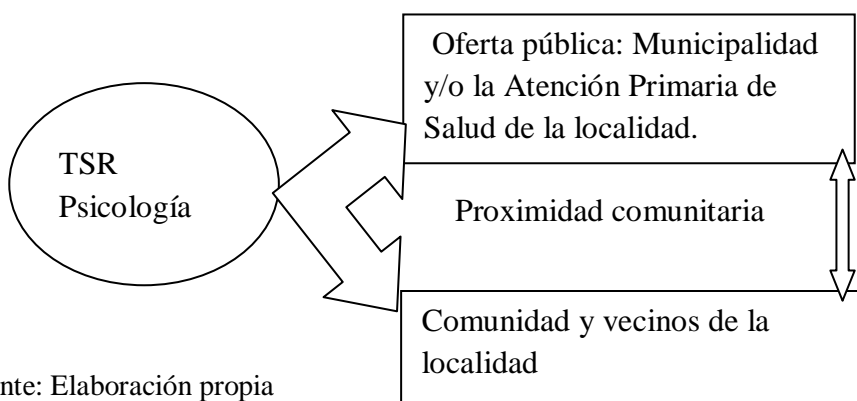 Oferta pública: Municipalidad
y/o la Atención Primaria de
Salud de la localidad.
TSR
Psicología
Proximidad comunitaria
Comunidad y vecinos de la
localidad
nte: Elaboración propia